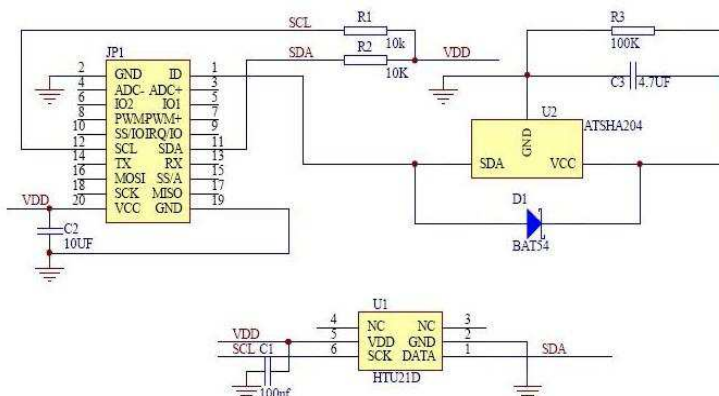 SCL R1 10k
SDA R2 10K VDD
R3 100K
C3 4.7UF
JP1
2 GND ID 1
4 ADC- ADC+ 3
6 IO2 IO1 5
8 PWM- PWM+ 7
10 SS/IO IRQ/IO 9
12 SCL SDA 11
14 TX RX 13
16 MOSI SS/A 15
18 SCK MISO 17
20 VCC GND 19
VDD
C2
10UF
U2
ATSHA204
GND
SDA VCC
D1
BAT54
U1
4 NC NC 3
VDD 5 VDD GND 2
SCL C1 6 SCK DATA 1 SDA
HTU21D
100nf